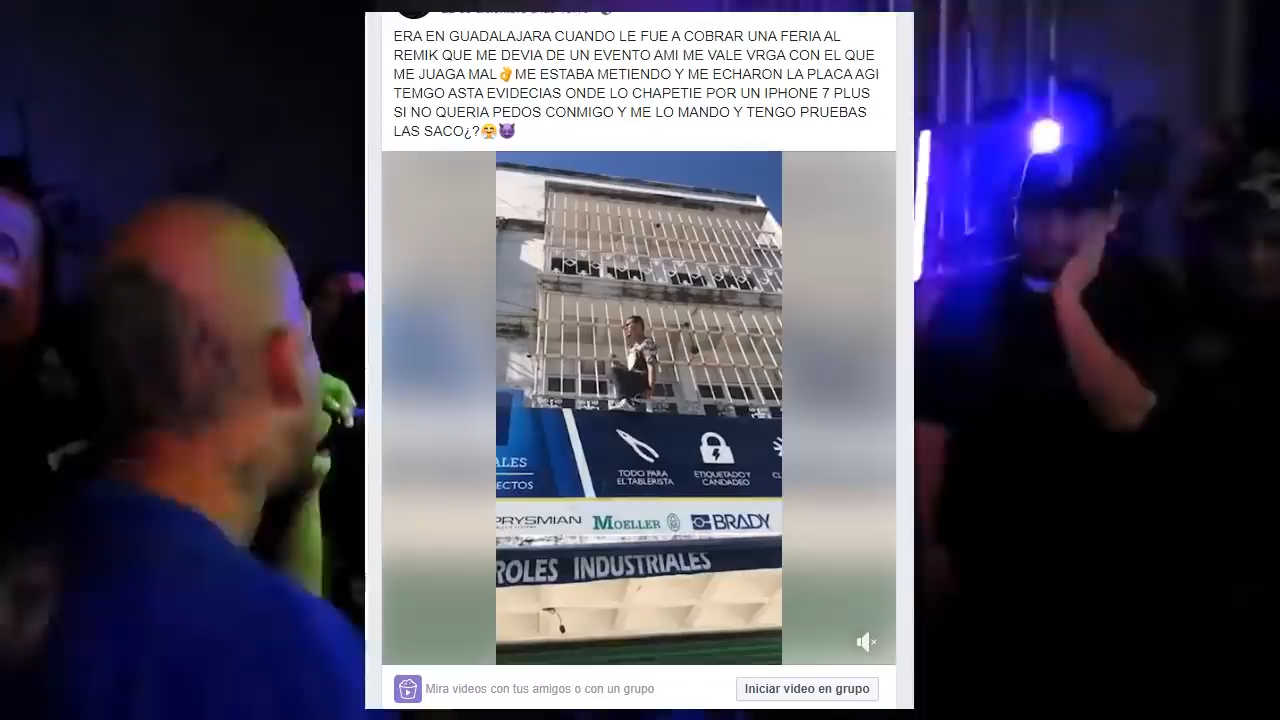 ERA EN GUADALAJARA CUANDO LE FUE A COBRAR UNA FERIA AL
REMIK QUE ME DEVIA DE UN EVENTO AMI ME VALE VRGA CON EL QUE
ME JUAGA MAL👌ME ESTABA METIENDO Y ME ECHARON LA PLACA AGI
TEMGO ASTA EVIDECIAS ONDE LO CHAPETIE POR UN IPHONE 7 PLUS
SI NO QUERIA PEDOS CONMIGO Y ME LO MANDO Y TENGO PRUEBAS
LAS SACO¿?🤗😈
ALES
ECTOS
TODO PARA
EL TABLERISTA
ETIQUETADO Y
CANDADEO
PRYSMIAN
MOELLER
BRADY
ROLES INDUSTRIALES
Mira videos con tus amigos o con un grupo
Iniciar video en grupo